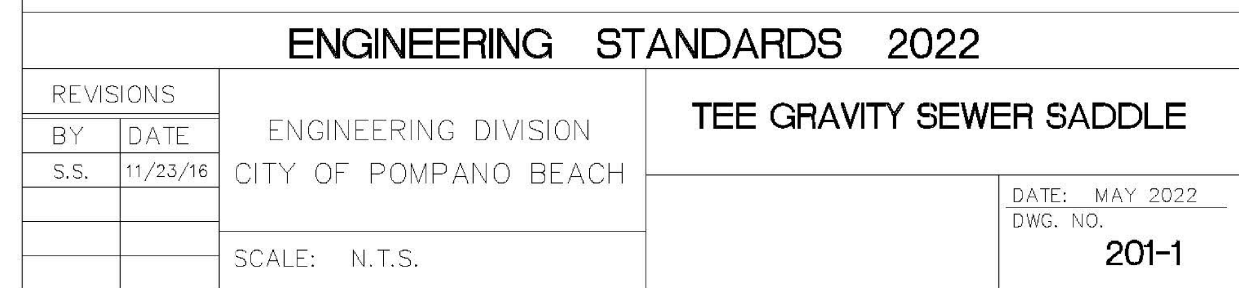 ENGINEERING STANDARDS 2022
REVISIONS
BY DATE
S.S. 11/23/16
ENGINEERING DIVISION
CITY OF POMPANO BEACH
SCALE: N.T.S.
TEE GRAVITY SEWER SADDLE
DATE: MAY 2022
DWG. NO.
201-1